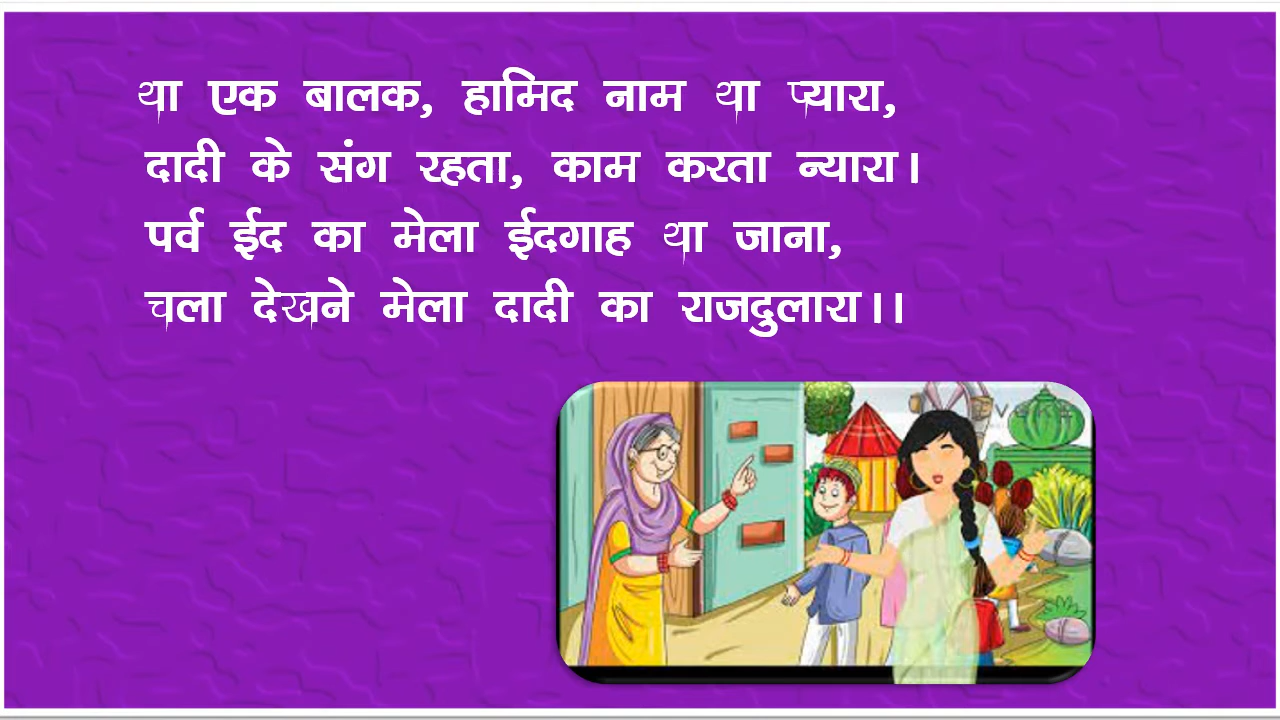 था एक बालक, हामिद नाम था प्यारा,
दादी के संग रहता, काम करता न्यारा।
पर्व ईद का मेला ईदगाह था जाना,
चला देखने मेला दादी का राजदुलारा।।